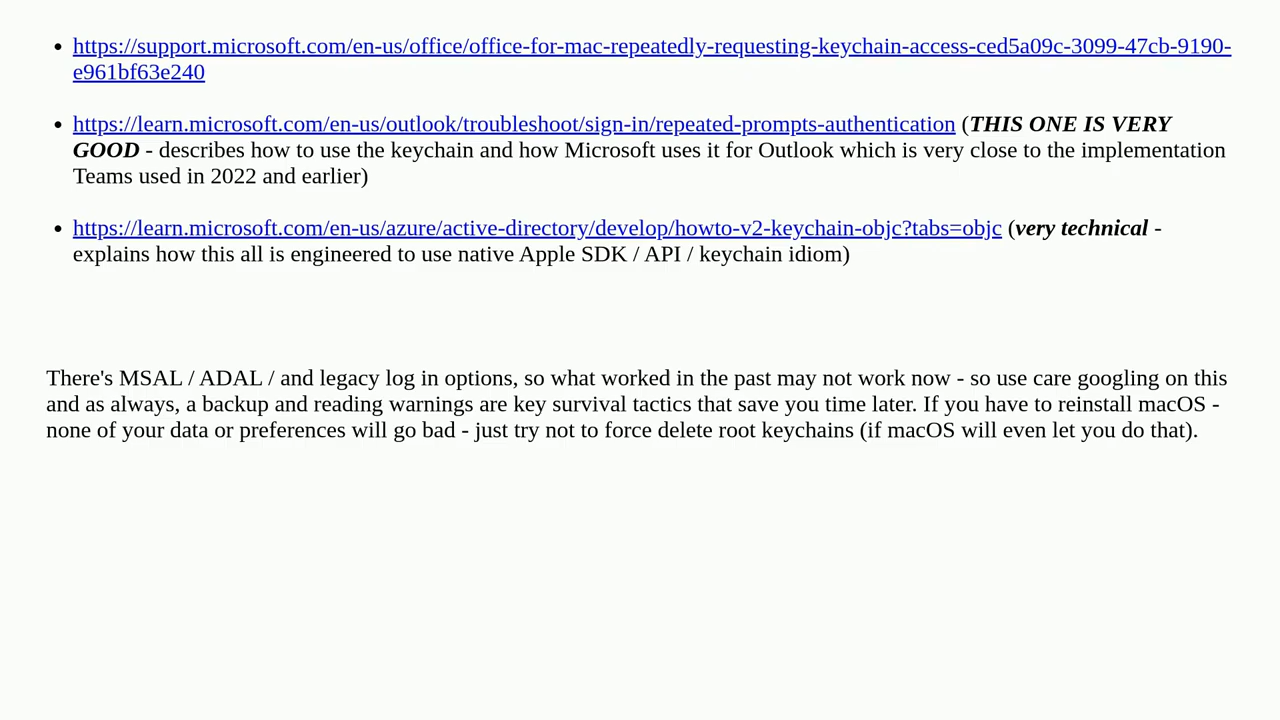 • https://support.microsoft.com/en-us/office/office-for-mac-repeatedly-requesting-keychain-access-ced5a09c-3099-47cb-9190-
e961bf63e240
• https://learn.microsoft.com/en-us/outlook/troubleshoot/sign-in/repeated-prompts-authentication (THIS ONE IS VERY
GOOD - describes how to use the keychain and how Microsoft uses it for Outlook which is very close to the implementation
Teams used in 2022 and earlier)
• https://learn.microsoft.com/en-us/azure/active-directory/develop/howto-v2-keychain-objc?tabs=objc (very technical -
explains how this all is engineered to use native Apple SDK / API / keychain idiom)
There's MSAL / ADAL / and legacy log in options, so what worked in the past may not work now - so use care googling on this
and as always, a backup and reading warnings are key survival tactics that save you time later. If you have to reinstall macOS -
none of your data or preferences will go bad - just try not to force delete root keychains (if macOS will even let you do that).